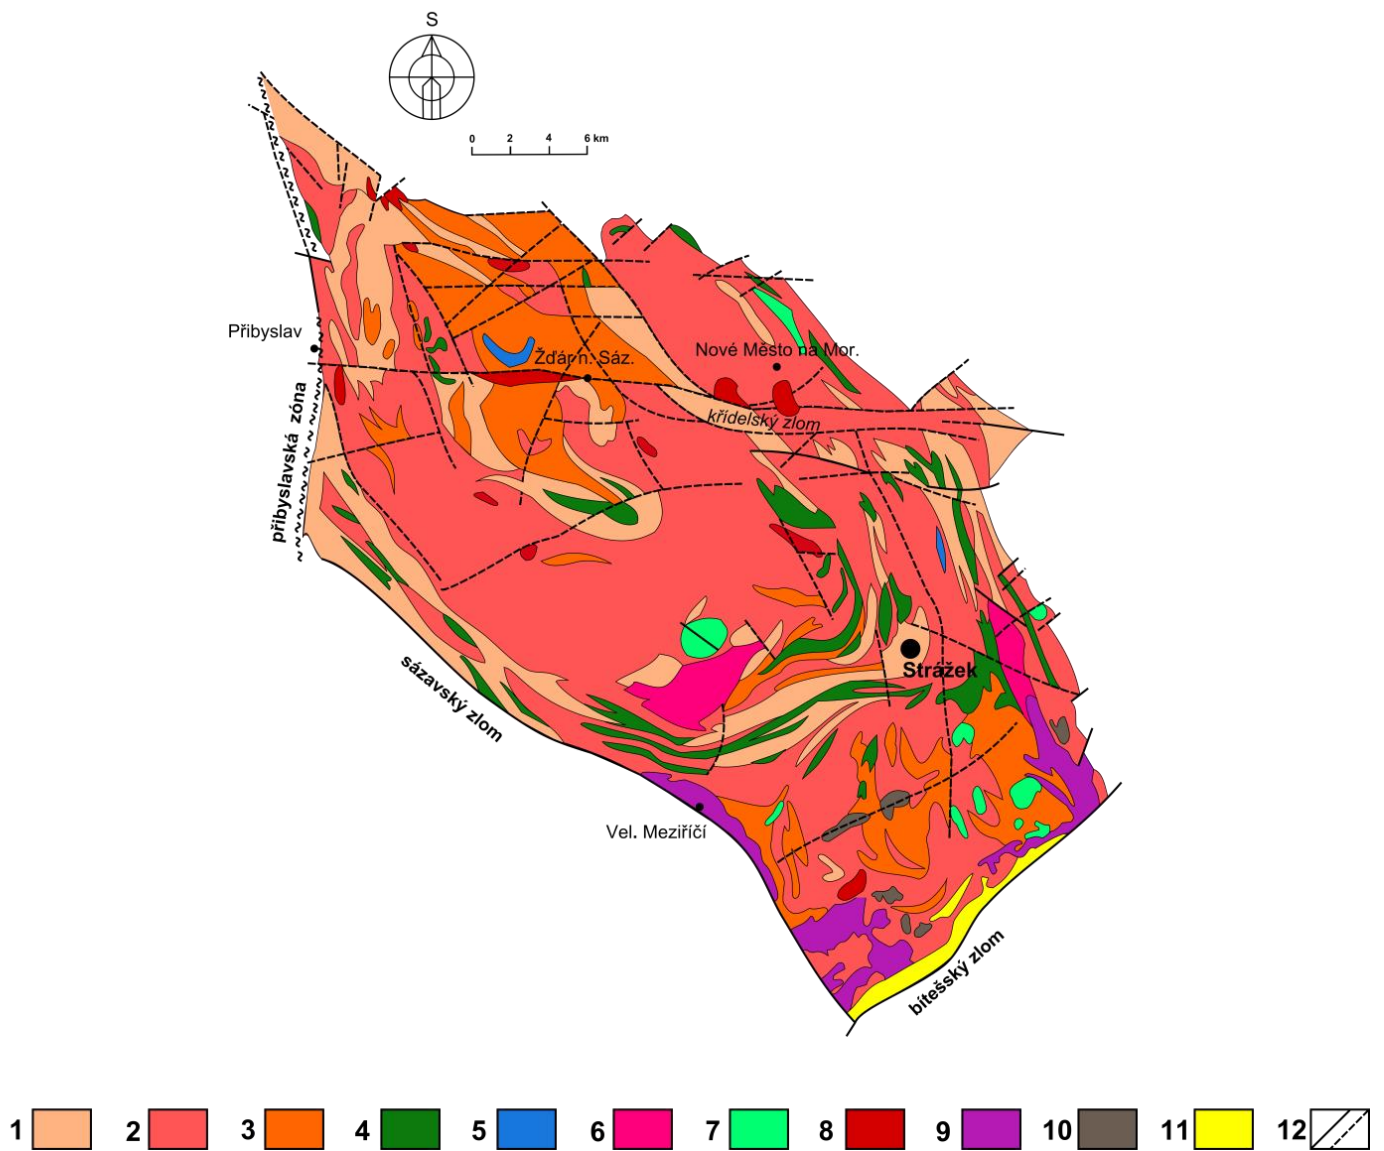 S
0 2 4 6 km
Přibyslav
Žďár n. Sáz.
Nové Město na Mor.
křídelský zlom
přibyslavská zóna
Strážek
sázavský zlom
Vel. Meziříčí
bítešský zlom
1 2 3 4 5 6 7 8 9 10 11 12